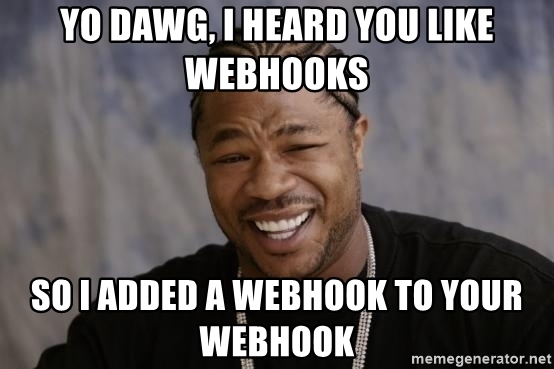 YO DAWG, I HEARD YOU LIKE
WEBHOOKS
SO I ADDED A WEBHOOK TO YOUR
WEBHOOK
memegenerator.net